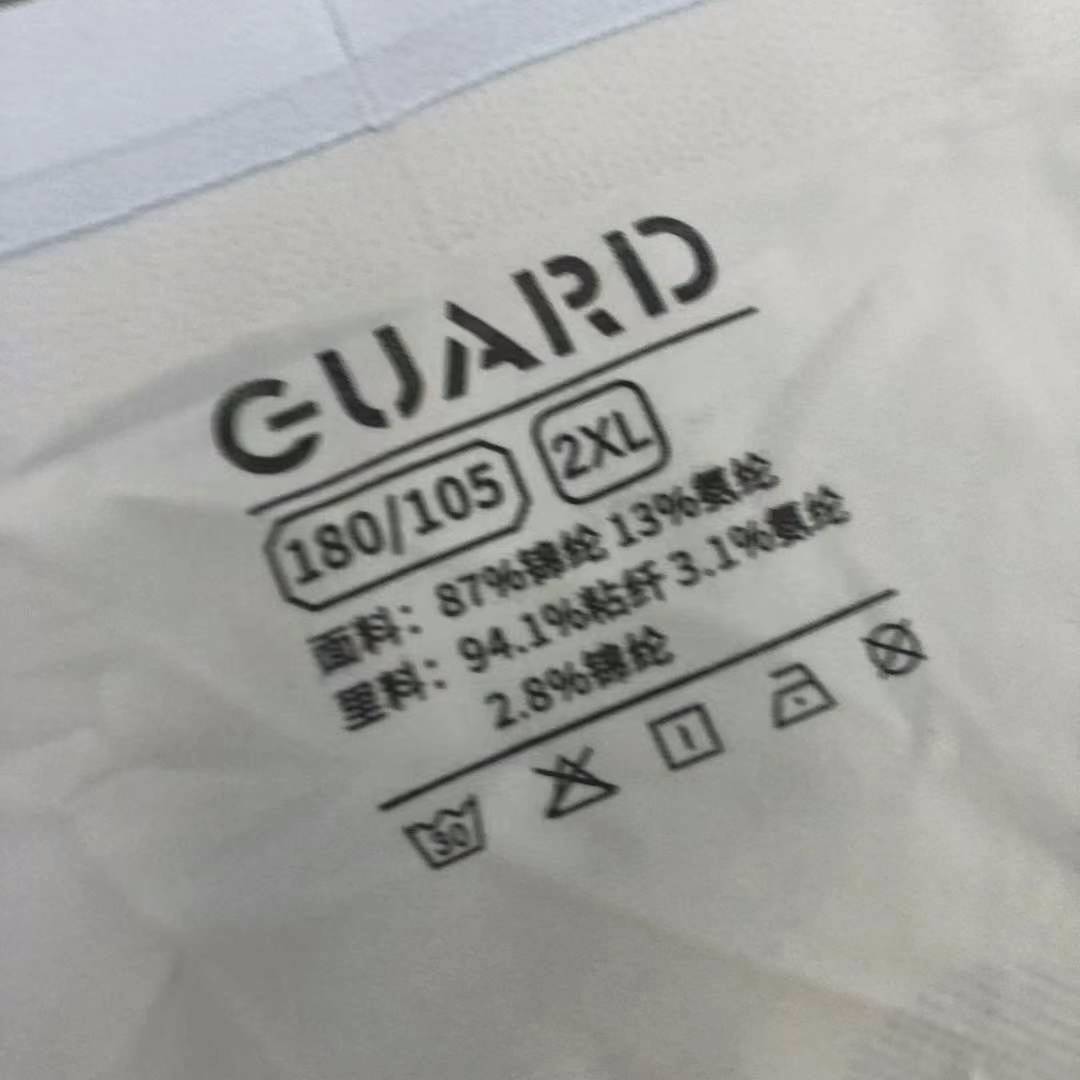 GUARD
180/105 2XL
面料：87%锦纶 13%氨纶
里料：94.1%粘纤 3.1%氨纶
2.8%锦纶
30